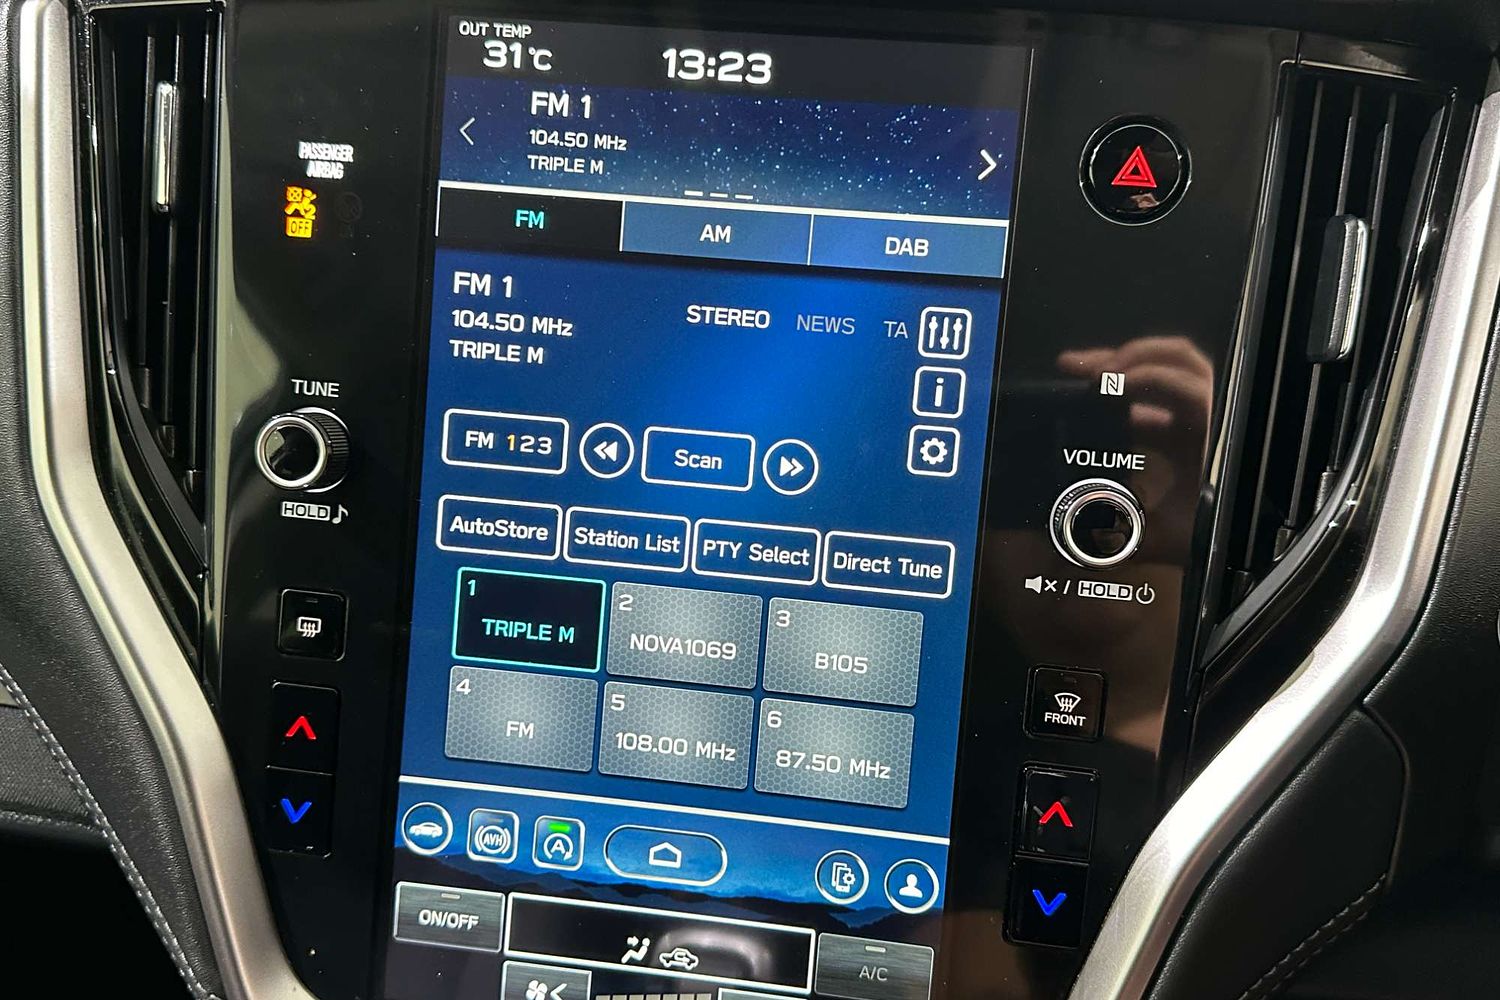 OUT TEMP
31°C
13:23
FM 1
104.50 MHz
TRIPLE M
PASSENGER
AIRBAG
OFF
FM
AM
DAB
FM 1
104.50 MHz
TRIPLE M
STEREO
NEWS
TA
i
TUNE
HOLD
N
VOLUME
/ HOLD
FM 123
Scan
AutoStore
Station List
PTY Select
Direct Tune
1
TRIPLE M
2
NOVA1069
3
B105
4
FM
5
108.00 MHz
6
87.50 MHz
FRONT
AVH
A
ON/OFF
A/C